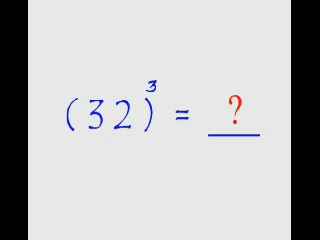 (32)³ = ?